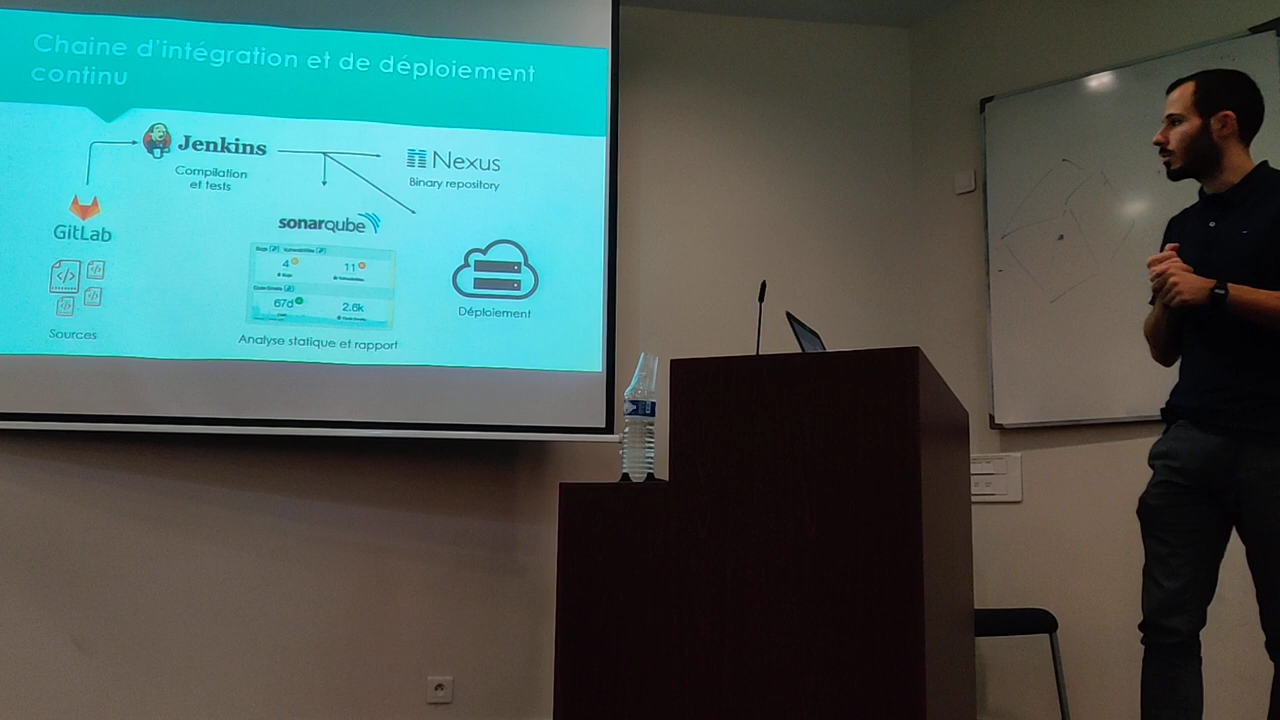 Chaine d'intégration et de déploiement
continu
Jenkins
Compilation
et tests
Nexus
Binary repository
GitLab
Sources
sonarqube
4
11
67d
2.6k
Analyse statique et rapport
Déploiement